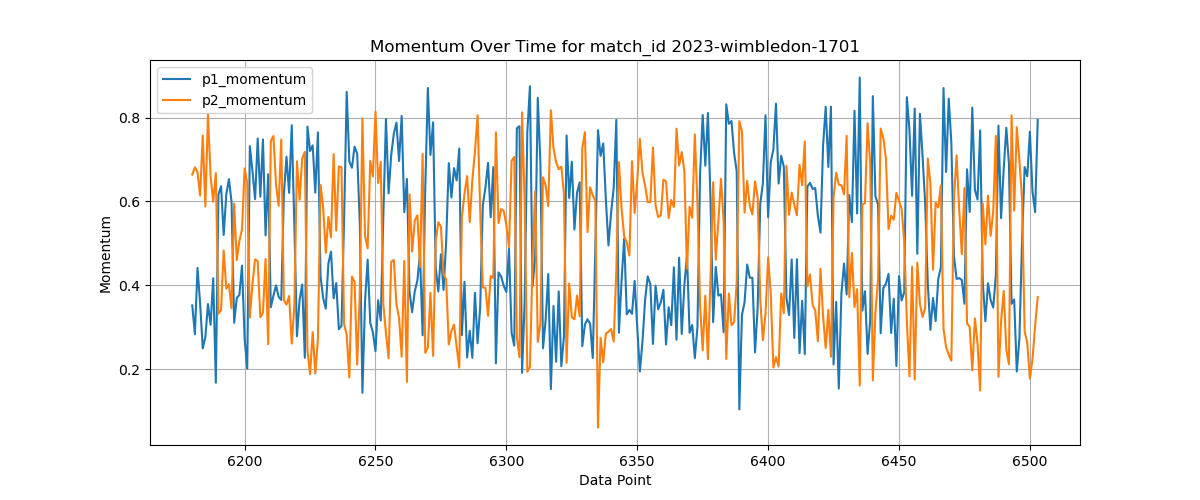 Momentum Over Time for match_id 2023-wimbledon-1701
p1_momentum
p2_momentum
Momentum
0.8
0.6
0.4
0.2
6200
6250
6300
6350
6400
6450
6500
Data Point